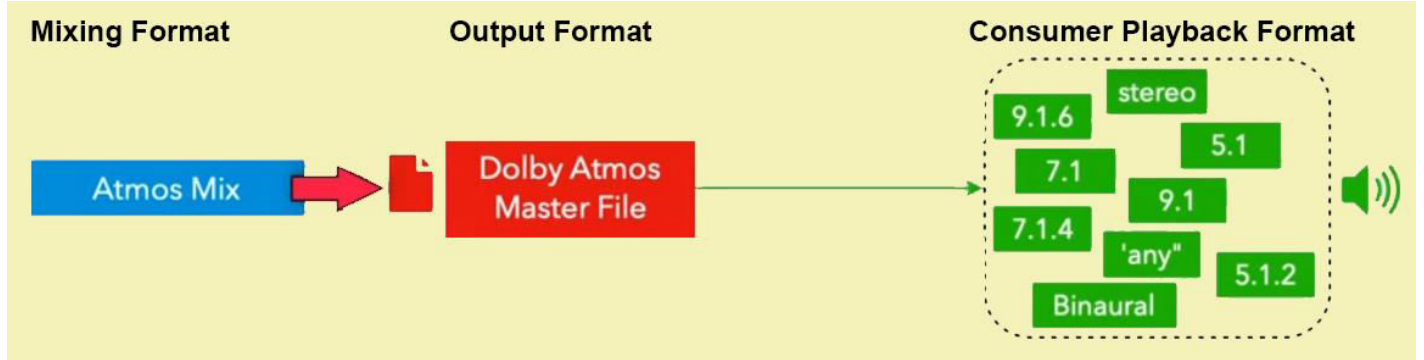 Mixing Format
Output Format
Consumer Playback Format
Atmos Mix
Dolby Atmos
Master File
stereo
9.1.6
5.1
7.1
9.1
7.1.4
'any"
5.1.2
Binaural